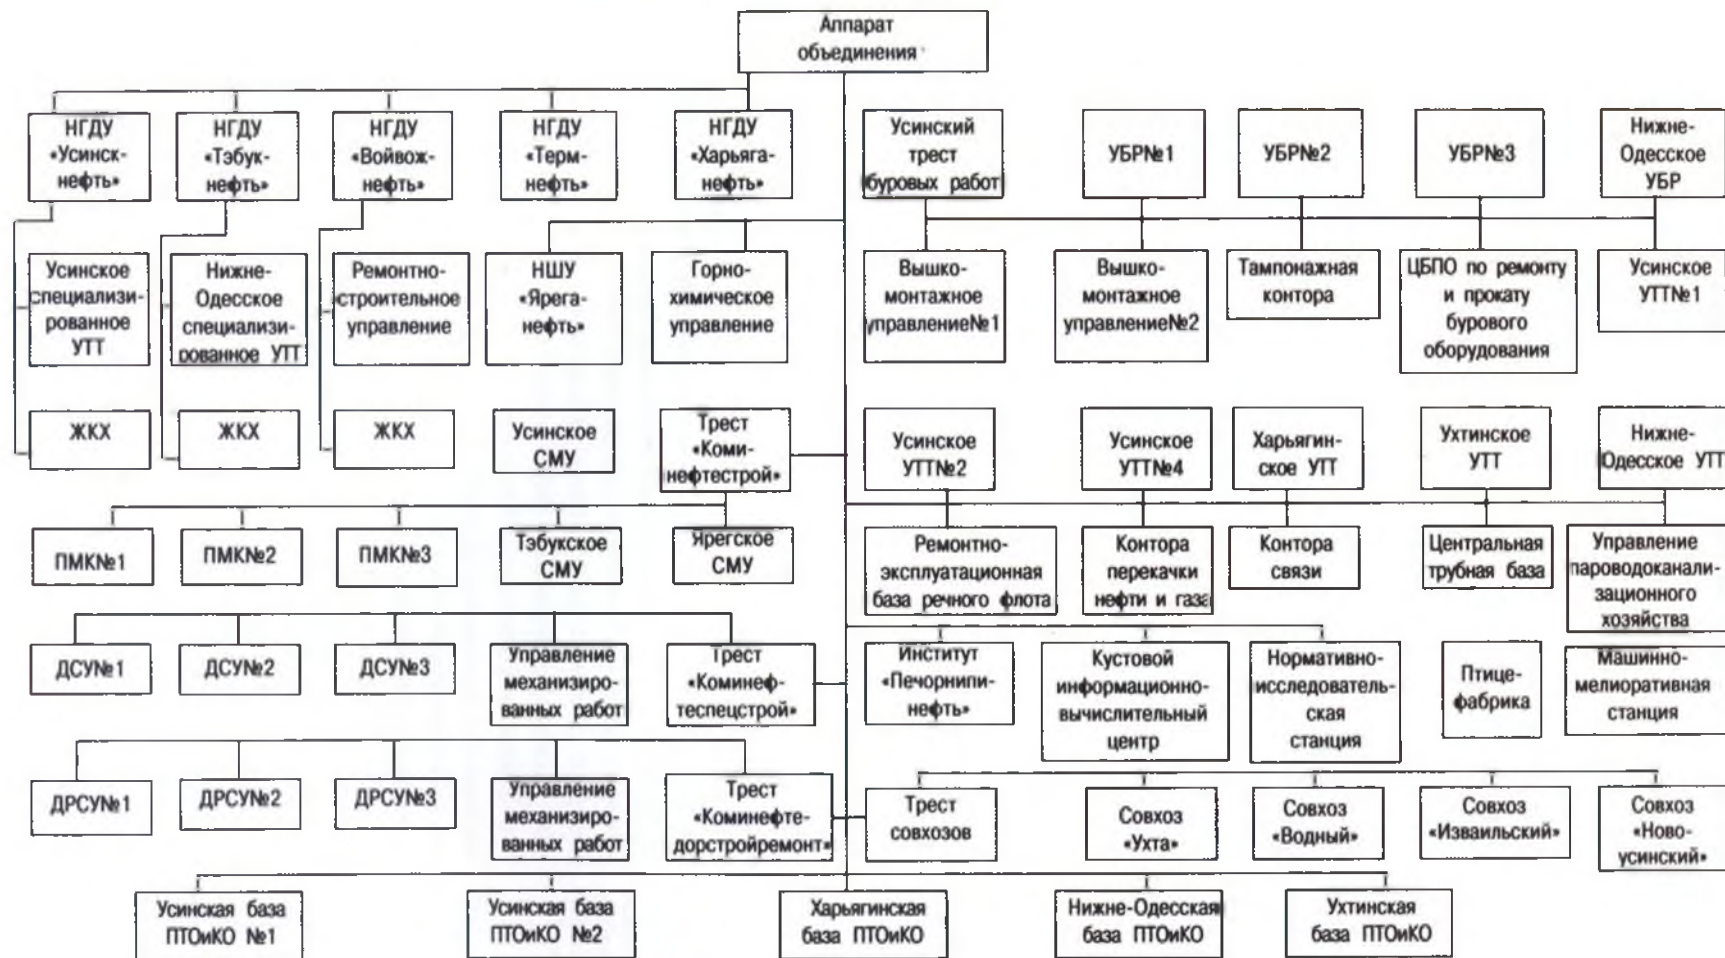 Аппарат
объединения
НГДУ
«Усинск-
нефть»
НГДУ
«Тэбук-
нефть»
НГДУ
«Войвож-
нефть»
НГДУ
«Терм-
нефть»
НГДУ
«Харьяга-
нефть»
Усинский
трест
буровых работ
УБР№1
УБР№2
УБР№3
Нижне-
Одесское
УБР
Усинское
специализи-
рованное
УТТ
Нижне-
Одесское
специализи-
рованное УТТ
Ремонтно-
строительное
управление
НШУ
«Ярега-
нефть»
Горно-
химическое
управление
Вышко-
монтажное
управление№1
Вышко-
монтажное
управление№2
Тампонажная
контора
ЦБПО по ремонту
и прокату
бурового
оборудования
Усинское
УТТ№1
ЖКХ
ЖКХ
ЖКХ
Усинское
СМУ
Трест
«Коми-
нефтестрой»
Усинское
УТТ№2
Усинское
УТТ№4
Харьягин-
ское УТТ
Ухтинское
УТТ
Нижне-
Одесское УТТ
ПМК№1
ПМК№2
ПМК№3
Тэбукское
СМУ
Ярегское
СМУ
Ремонтно-
эксплуатационная
база речного флота
Контора
перекачки
нефти и газа
Контора
связи
Центральная
трубная база
Управление
пароводоканали-
зационного
хозяйства
ДСУ№1
ДСУ№2
ДСУ№3
Управление
механизиро-
ванных работ
Трест
«Коминеф-
теспецстрой»
Институт
«Печорнипи-
нефть»
Кустовой
информационно-
вычислительный
центр
Нормативно-
исследователь-
ская
станция
Птице-
фабрика
Машинно-
мелиоративная
станция
ДРСУ№1
ДРСУ№2
ДРСУ№3
Управление
механизиро-
ванных работ
Трест
«Коминефте-
дорстройремонт»
Трест
совхозов
Совхоз
«Ухта»
Совхоз
«Водный»
Совхоз
«Изваильский»
Совхоз
«Ново-
усинский»
Усинская база
ПТОиКО №1
Усинская база
ПТОиКО №2
Харьягинская
база ПТОиКО
Нижне-Одесская
база ПТОиКО
Ухтинская
база ПТОиКО